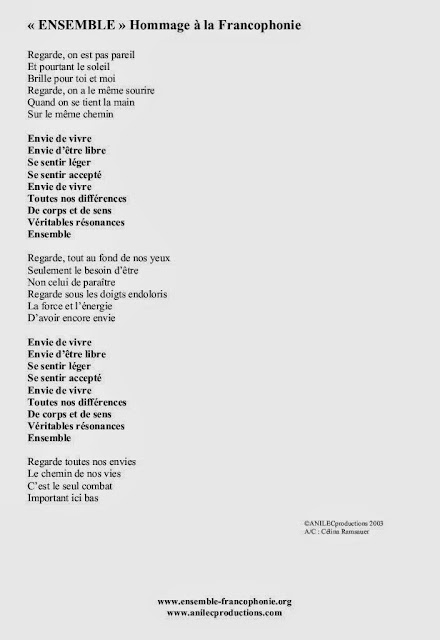 « ENSEMBLE » Hommage à la Francophonie
Regarde, on est pas pareil
Et pourtant le soleil
Brille pour toi et moi
Regarde, on a le même sourire
Quand on se tient la main
Sur le même chemin
Envie de vivre
Envie d'être libre
Se sentir léger
Se sentir accepté
Envie de vivre
Toutes nos différences
De corps et de sens
Véritables résonances
Ensemble
Regarde, tout au fond de nos yeux
Seulement le besoin d'être
Non celui de paraître
Regarde sous les doigts endoloris
La force et l'énergie
D'avoir encore envie
Envie de vivre
Envie d'être libre
Se sentir léger
Se sentir accepté
Envie de vivre
Toutes nos différences
De corps et de sens
Véritables résonances
Ensemble
Regarde toutes nos envies
Le chemin de nos vies
C'est le seul combat
Important ici bas
©ANILECproductions 2003
A/C : Célina Ramsauer
www.ensemble-francophonie.org
www.anilecproductions.com